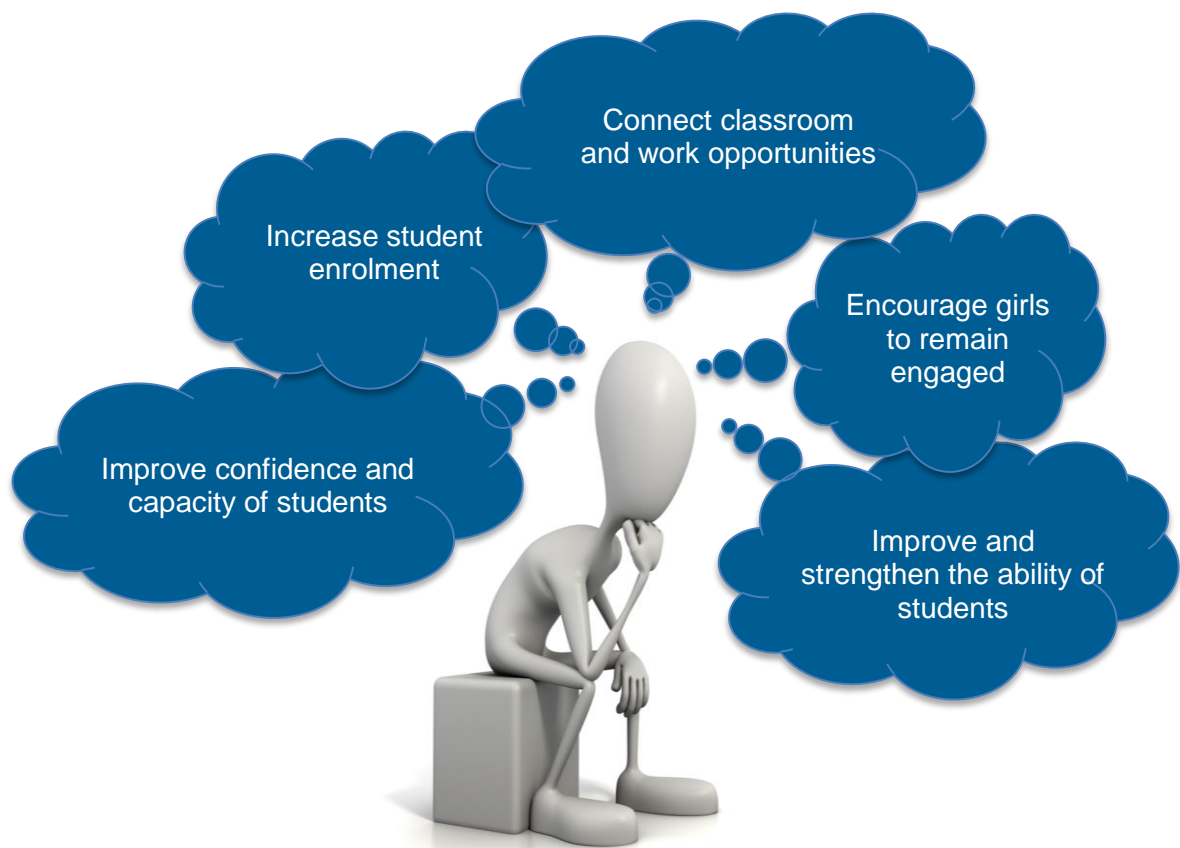 Connect classroom
and work opportunities
Increase student
enrolment
Encourage girls
to remain
engaged
Improve confidence and
capacity of students
Improve and
strengthen the ability of
students